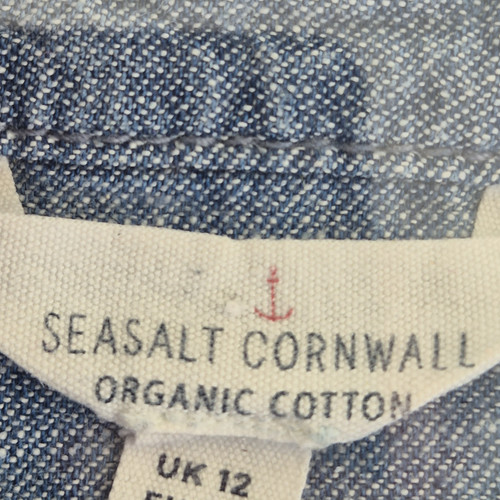 SEASALT CORNWALL
ORGANIC COTTON
UK 12